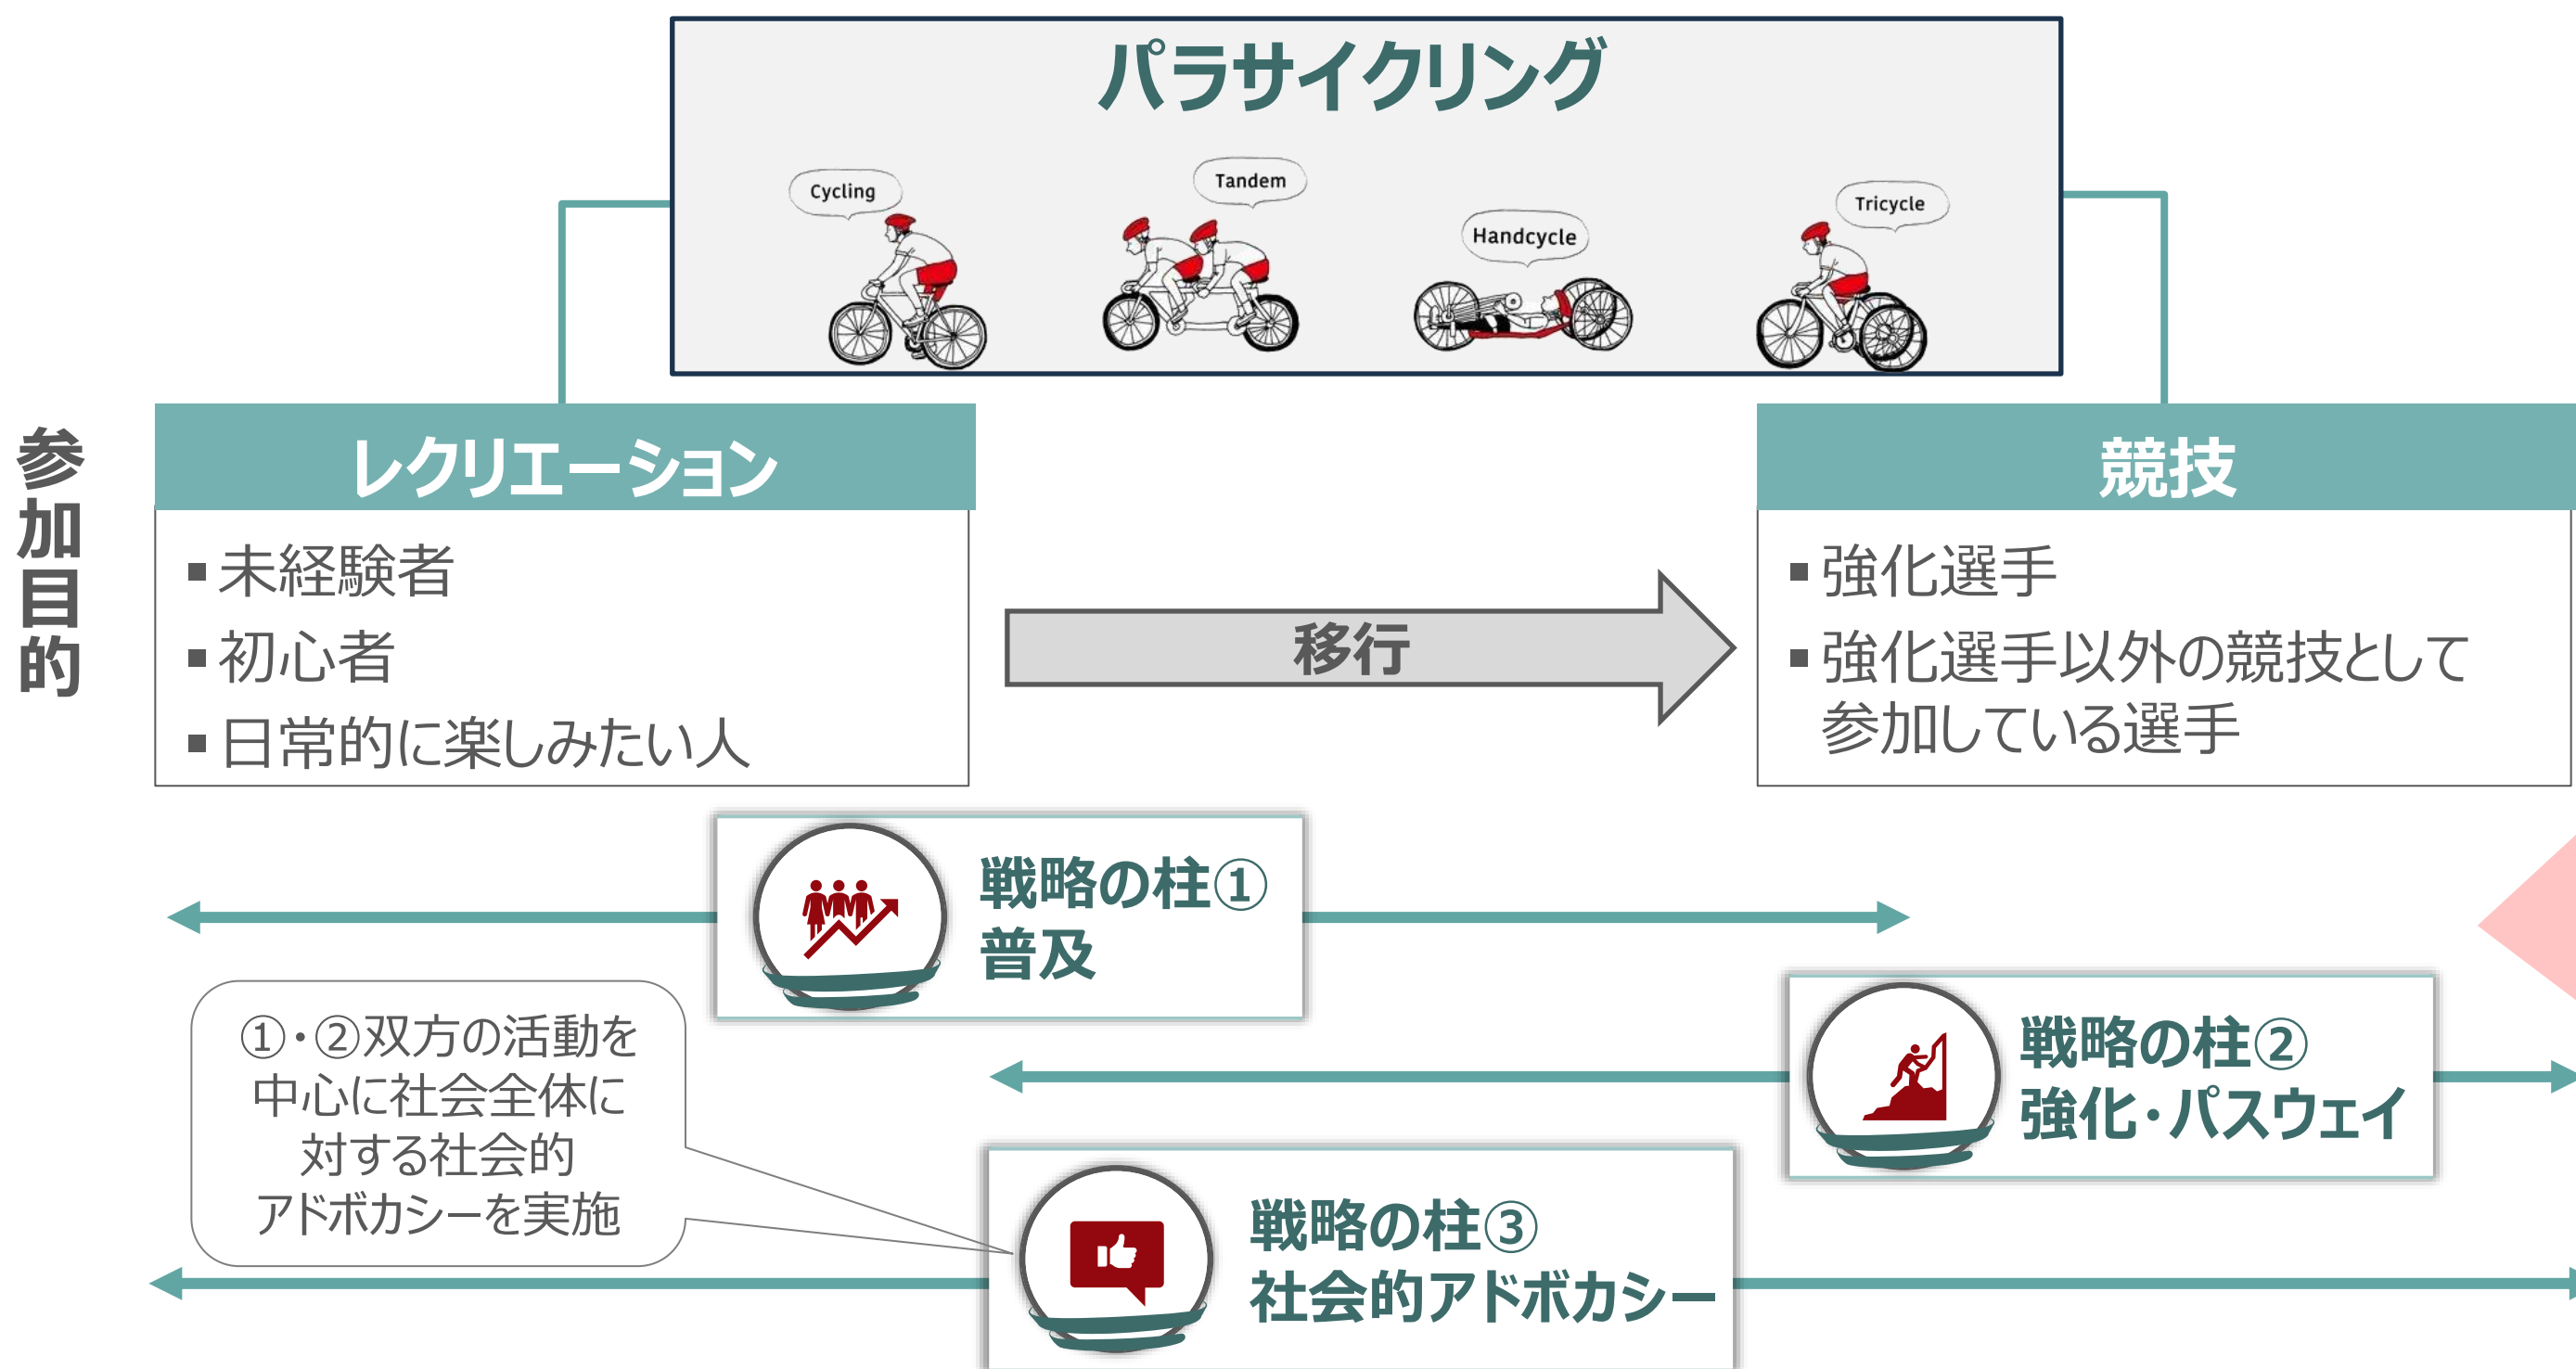 パラサイクリング
Cycling
Tandem
Handcycle
Tricycle
参加目的
レクリエーション
▪未経験者
▪初心者
▪日常的に楽しみたい人
移行
競技
▪強化選手
▪強化選手以外の競技として
参加している選手
戦略の柱①
普及
①・②双方の活動を
中心に社会全体に
対する社会的
アドボカシーを実施
戦略の柱②
強化・パスウェイ
戦略の柱③
社会的アドボカシー